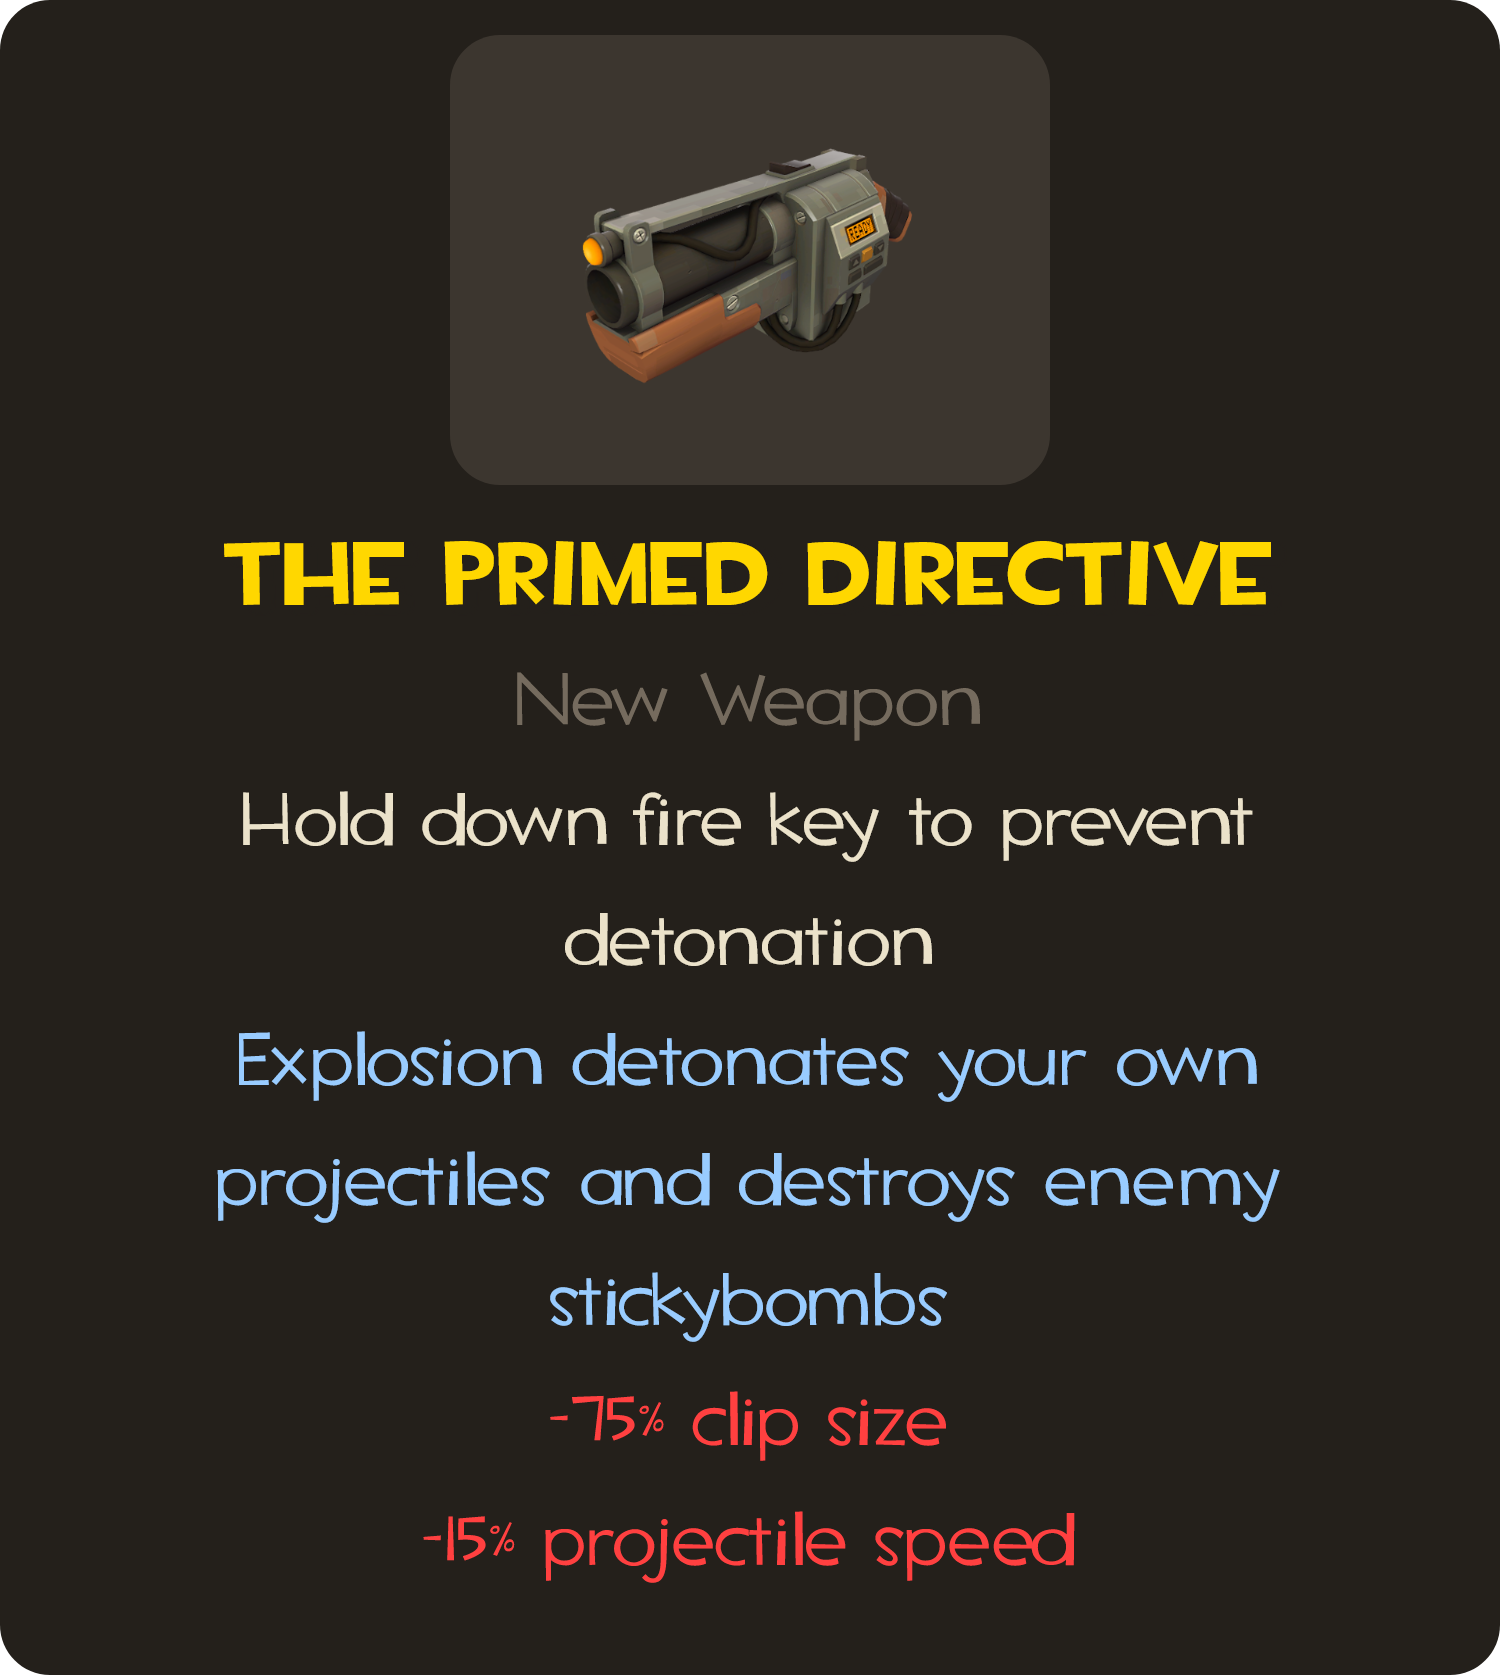 THE PRIMED DIRECTIVE
New Weapon
Hold down fire key to prevent
detonation
Explosion detonates your own
projectiles and destroys enemy
stickybombs
-75% clip size
-15% projectile speed